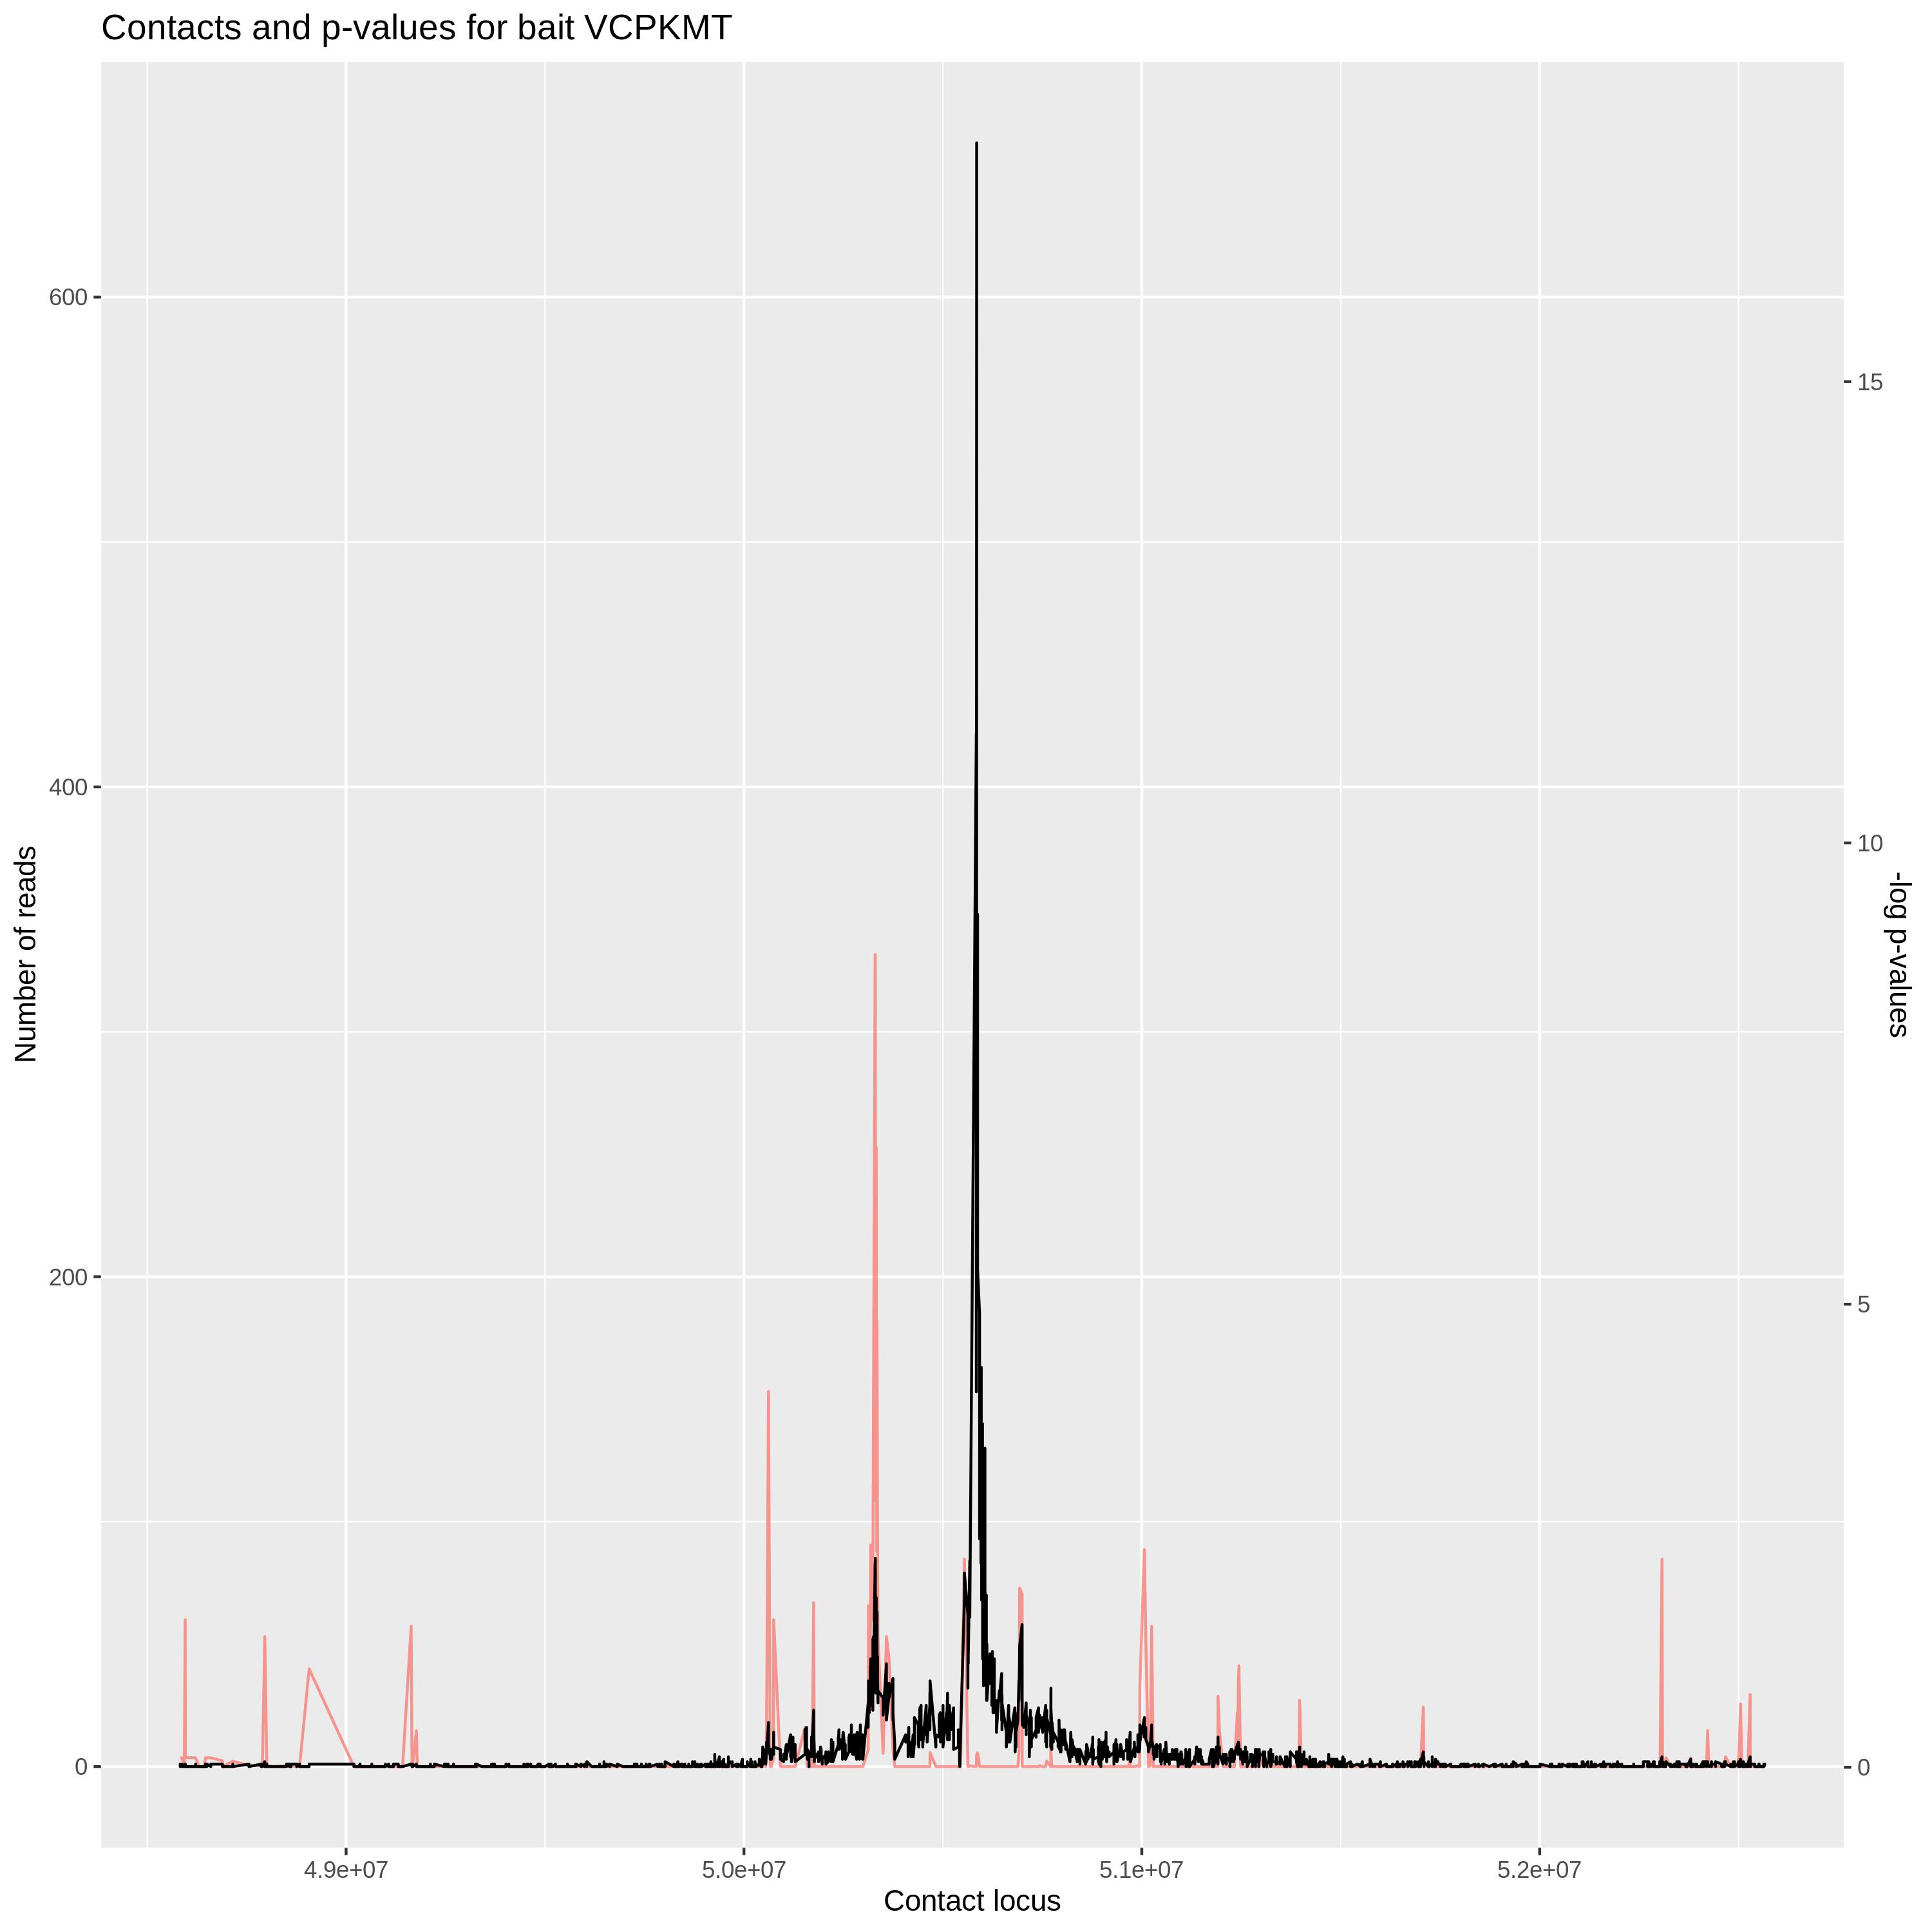 Contacts and p-values for bait VCPKMT
600
400
200
0
15
10
5
0
Number of reads
-log p-values
4.9e+07
5.0e+07
5.1e+07
5.2e+07
Contact locus